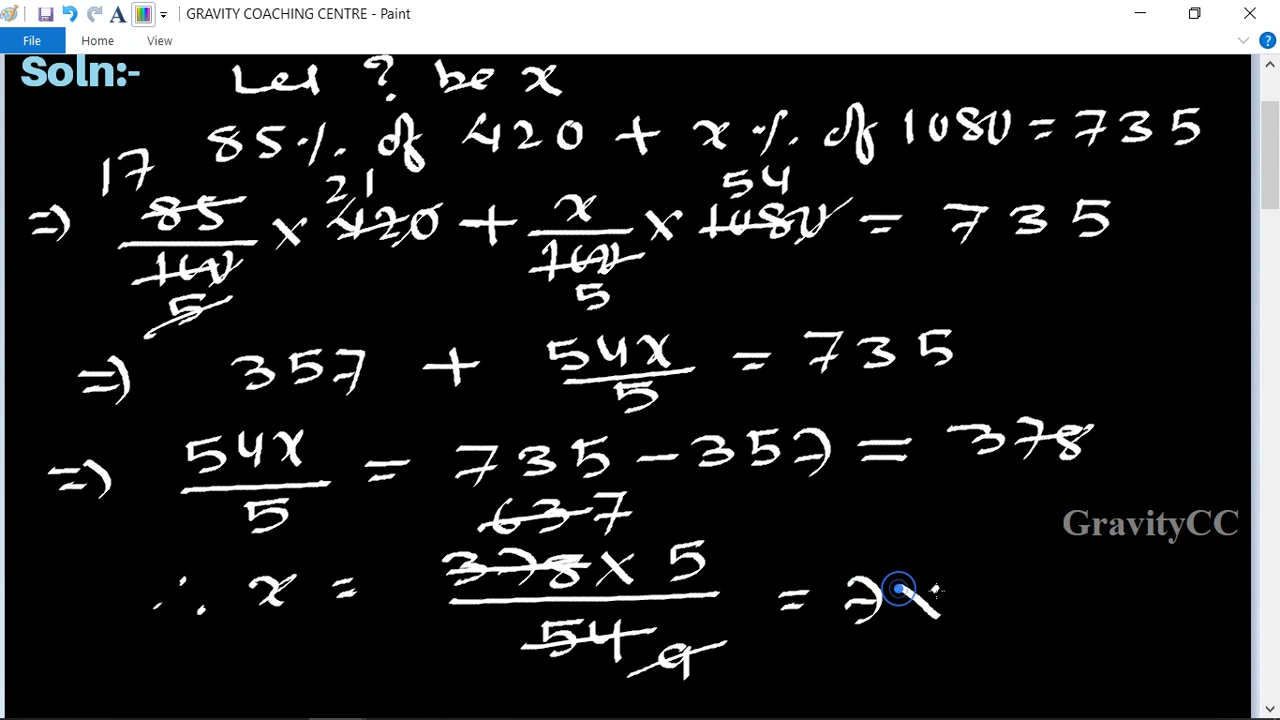 GRAVITY COACHING CENTRE - Paint
File Home View
Soln:-
Let ? be x
85% of 420 + x% of 1080 = 735
17 21 54
=) 85/100 × 420 + x/100 × 1080 = 735
5 5
=) 357 + 54x/5 = 735
=) 54x/5 = 735 - 357 = 378
63 7
∴ x = 378 × 5 / 54 = 7 ×
9
GravityCC